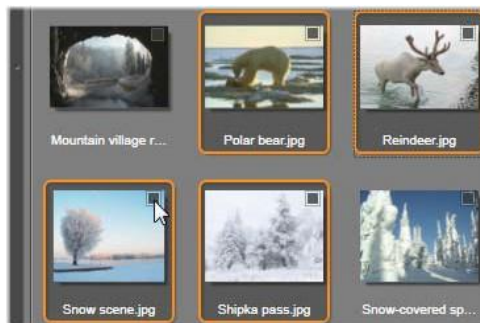 Mountain village r...
Polar bear.jpg
Reindeer.jpg
Snow scene.jpg
Shipka pass.jpg
Snow-covered sp...